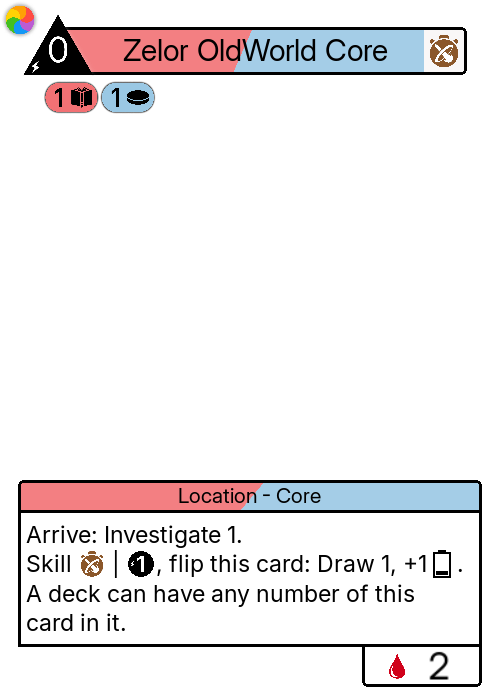 0 Zelor OldWorld Core
1 1
Location - Core
Arrive: Investigate 1.
Skill | 1, flip this card: Draw 1, +1 .
A deck can have any number of this
card in it.
2